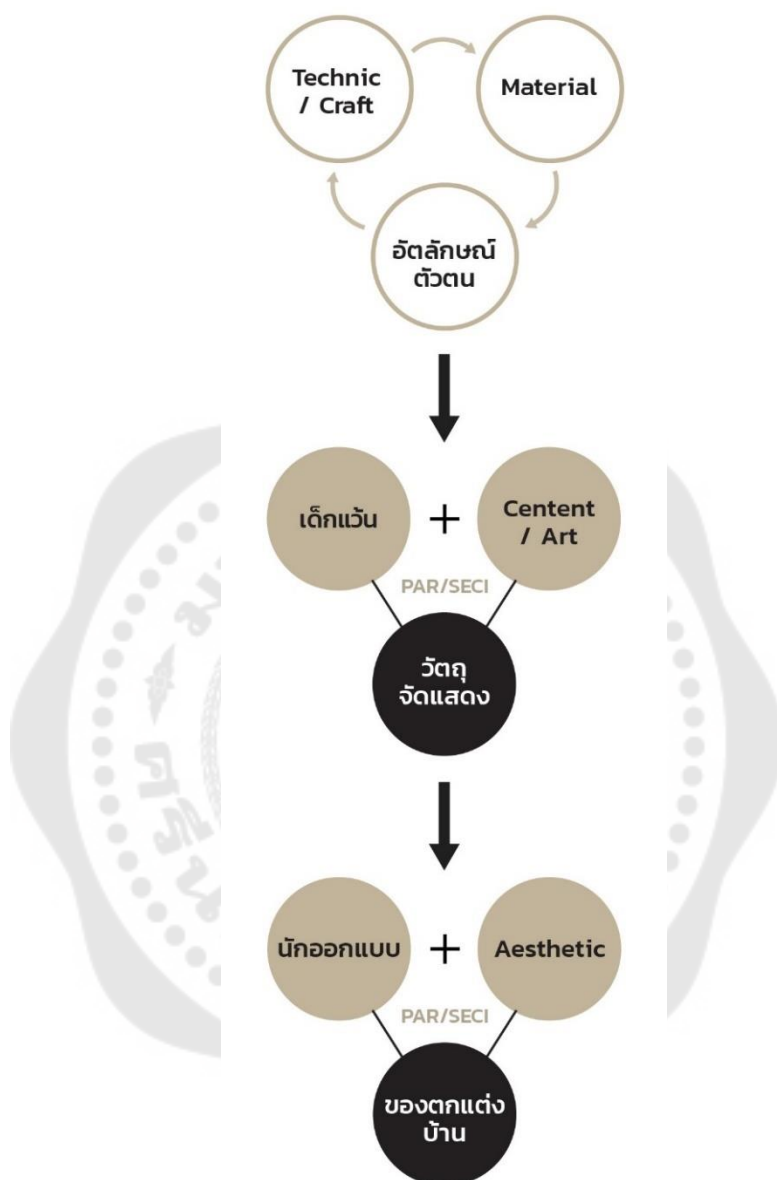 Technic
/ Craft
Material
อัตลักษณ์
ตัวตน
เด็กแว้น
+
Centent
/ Art
PAR/SECI
วัตถุ
จัดแสดง
นักออกแบบ
+
Aesthetic
PAR/SECI
ของตกแต่ง
บ้าน